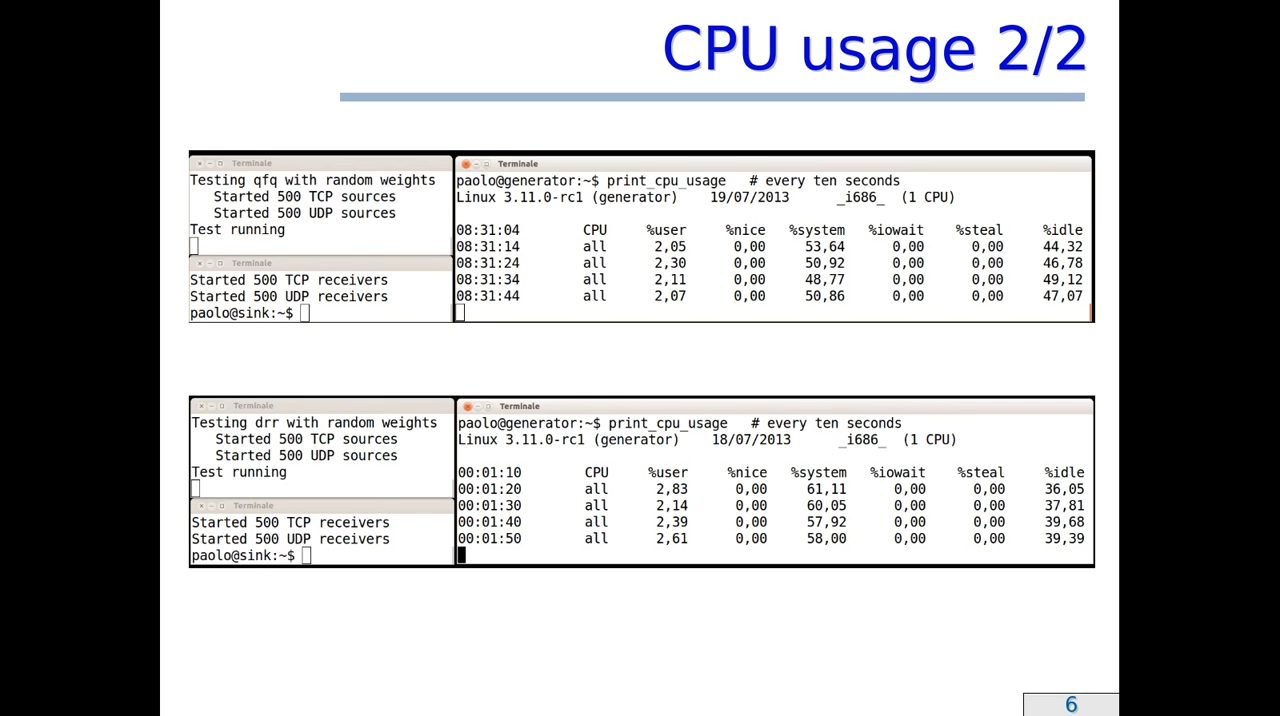 CPU usage 2/2
Terminale
Testing qfq with random weights
Started 500 TCP sources
Started 500 UDP sources
Test running
Terminale
Started 500 TCP receivers
Started 500 UDP receivers
paolo@sink:~$
Terminale
paolo@generator:~$ print_cpu_usage # every ten seconds
Linux 3.11.0-rc1 (generator) 19/07/2013 _i686_ (1 CPU)
08:31:04 CPU %user %nice %system %iowait %steal %idle
08:31:14 all 2,05 0,00 53,64 0,00 0,00 44,32
08:31:24 all 2,30 0,00 50,92 0,00 0,00 46,78
08:31:34 all 2,11 0,00 48,77 0,00 0,00 49,12
08:31:44 all 2,07 0,00 50,86 0,00 0,00 47,07
Terminale
Testing drr with random weights
Started 500 TCP sources
Started 500 UDP sources
Test running
Terminale
Started 500 TCP receivers
Started 500 UDP receivers
paolo@sink:~$
Terminale
paolo@generator:~$ print_cpu_usage # every ten seconds
Linux 3.11.0-rc1 (generator) 18/07/2013 _i686_ (1 CPU)
00:01:10 CPU %user %nice %system %iowait %steal %idle
00:01:20 all 2,83 0,00 61,11 0,00 0,00 36,05
00:01:30 all 2,14 0,00 60,05 0,00 0,00 37,81
00:01:40 all 2,39 0,00 57,92 0,00 0,00 39,68
00:01:50 all 2,61 0,00 58,00 0,00 0,00 39,39
6